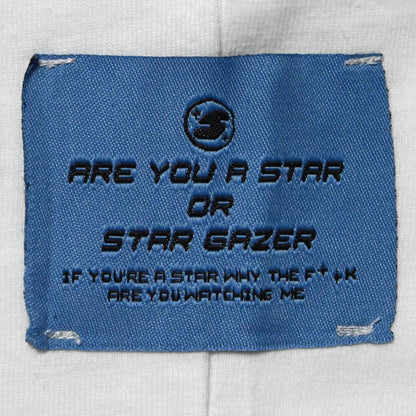 ARE YOU A STAR
OR
STAR GAZER
IF YOU'RE A STAR WHY THE F++K
ARE YOU WATCHING ME